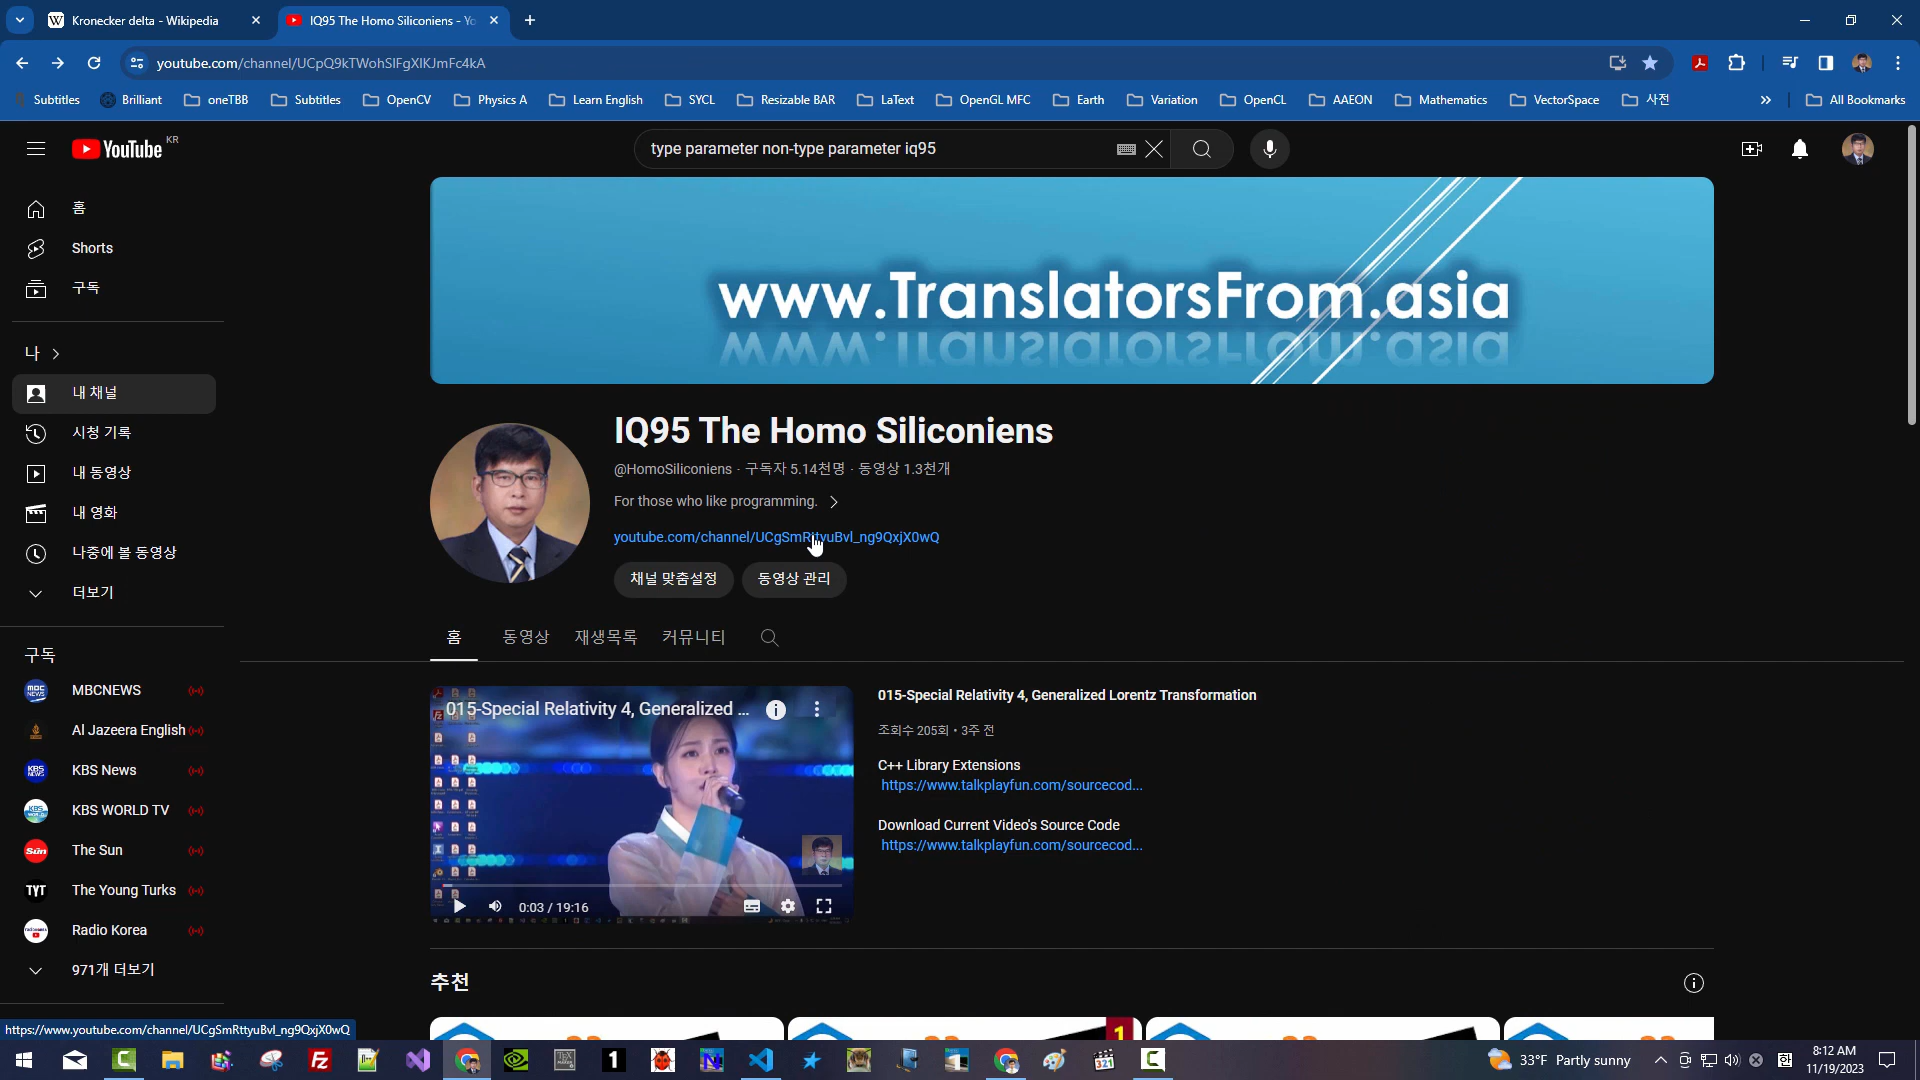 Kronecker delta - Wikipedia
IQ95 The Homo Siliconiens - Yo
youtube.com/channel/UCpQ9kTWohSIFgXIKJmFc4kA
Subtitles
Brilliant
oneTBB
Subtitles
OpenCV
Physics A
Learn English
SYCL
Resizable BAR
LaText
OpenGL MFC
Earth
Variation
OpenCL
AAEON
Mathematics
VectorSpace
사전
All Bookmarks
YouTube KR
type parameter non-type parameter iq95
홈
Shorts
구독
나
내 채널
시청 기록
내 동영상
내 영화
나중에 볼 동영상
더보기
구독
MBCNEWS
Al Jazeera English
KBS News
KBS WORLD TV
The Sun
The Young Turks
Radio Korea
971개 더보기
www.TranslatorsFrom.asia
IQ95 The Homo Siliconiens
@HomoSiliconiens · 구독자 5.14천명 · 동영상 1.3천개
For those who like programming.
youtube.com/channel/UCgSmRttyuBvl_ng9QxjX0wQ
채널 맞춤설정
동영상 관리
홈
동영상
재생목록
커뮤니티
015-Special Relativity 4, Generalized ...
0:03 / 19:16
015-Special Relativity 4, Generalized Lorentz Transformation
조회수 205회 • 3주 전
C++ Library Extensions
https://www.talkplayfun.com/sourcecod...
Download Current Video's Source Code
https://www.talkplayfun.com/sourcecod...
추천
https://www.youtube.com/channel/UCgSmRttyuBvl_ng9QxjX0wQ
33°F Partly sunny
한
8:12 AM
11/19/2023